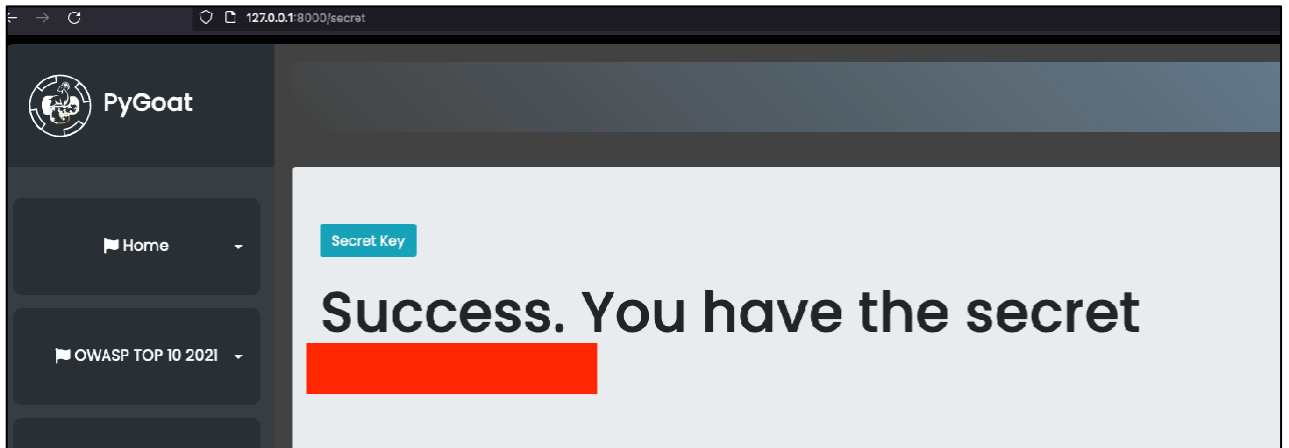 127.0.0.1:8000/secret
PyGoat
Home
Secret Key
Success. You have the secret
OWASP TOP 10 2021